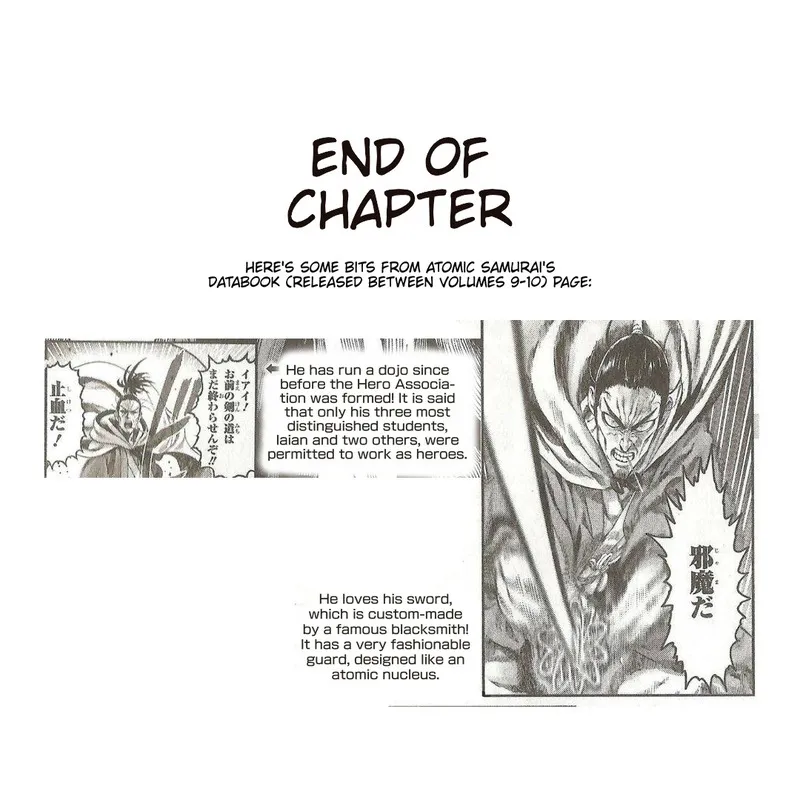 END OF
CHAPTER
HERE'S SOME BITS FROM ATOMIC SAMURAI'S
DATABOOK (RELEASED BETWEEN VOLUMES 9-10) PAGE:
イアイ!
お前の剣の道は
まだ終わらせんぞ!!
止血だ!
He has run a dojo since
before the Hero Associa-
tion was formed! It is said
that only his three most
distinguished students,
Iaian and two others, were
permitted to work as heroes.
邪魔だ
He loves his sword,
which is custom-made
by a famous blacksmith!
It has a very fashionable
guard, designed like an
atomic nucleus.